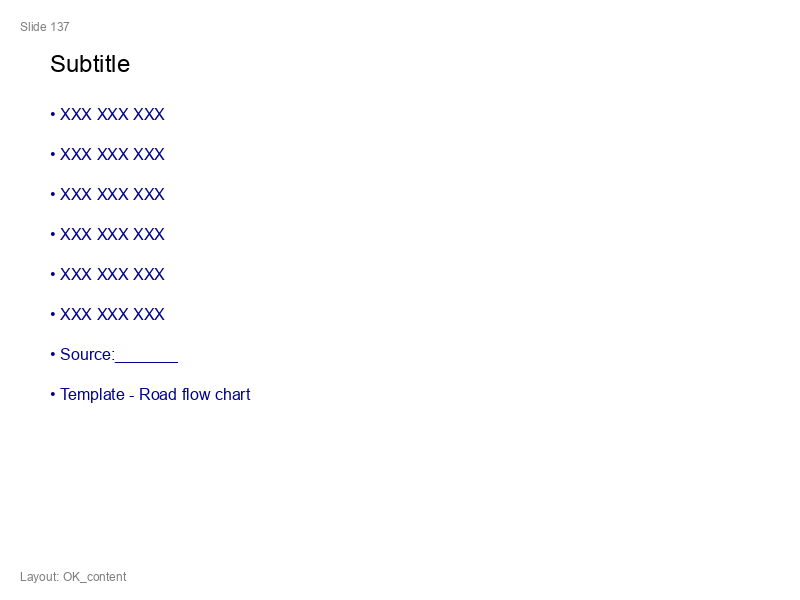 Slide 137
Subtitle
• XXX XXX XXX
• XXX XXX XXX
• XXX XXX XXX
• XXX XXX XXX
• XXX XXX XXX
• XXX XXX XXX
• Source:_______
• Template - Road flow chart
Layout: OK_content